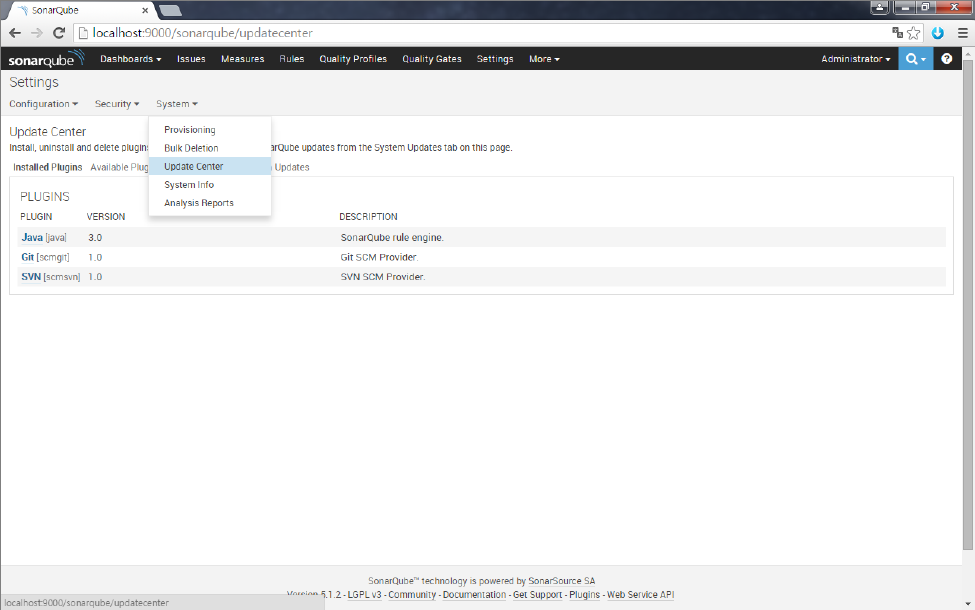 SonarQube
localhost:9000/sonarqube/updatecenter
sonarqube Dashboards Issues Measures Rules Quality Profiles Quality Gates Settings More Administrator ?
Settings
Configuration Security System
Provisioning
Bulk Deletion
Update Center
System Info
Analysis Reports
Update Center
Install, uninstall and delete plugins Qube updates from the System Updates tab on this page.
Installed Plugins Available Updates
PLUGINS
PLUGIN VERSION DESCRIPTION
Java [java] 3.0 SonarQube rule engine.
Git [scmgit] 1.0 Git SCM Provider.
SVN [scmsvn] 1.0 SVN SCM Provider.
SonarQube™ technology is powered by SonarSource SA
Version 5.1.2 - LGPL v3 - Community - Documentation - Get Support - Plugins - Web Service API
localhost:9000/sonarqube/updatecenter